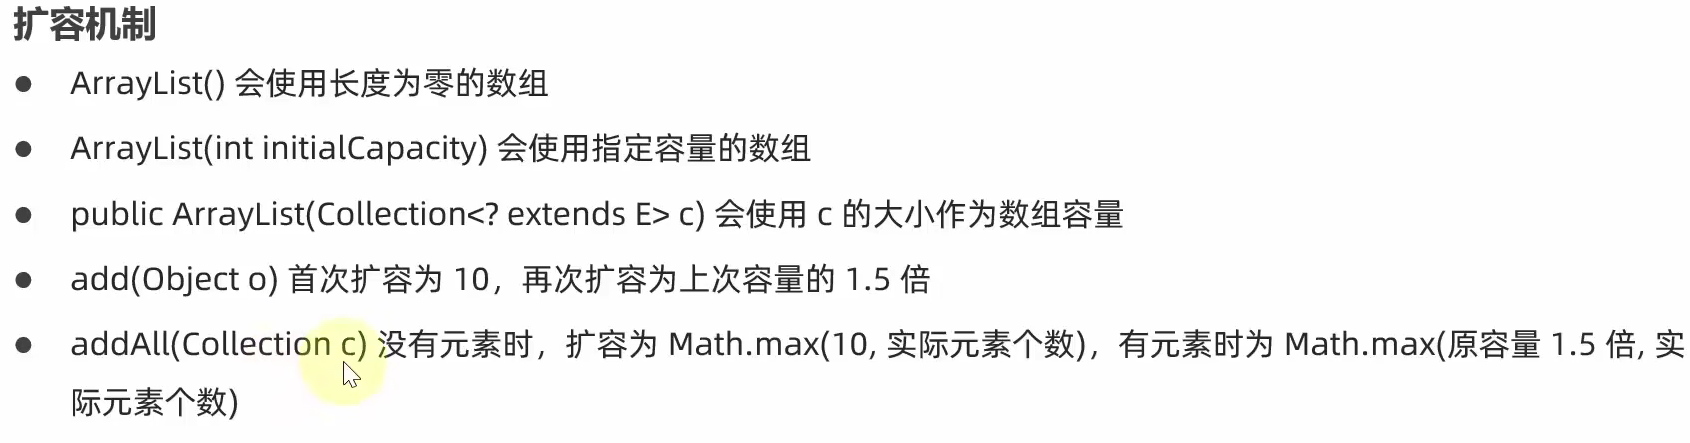 扩容机制
● ArrayList() 会使用长度为零的数组
● ArrayList(int initialCapacity) 会使用指定容量的数组
● public ArrayList(Collection<? extends E> c) 会使用 c 的大小作为数组容量
● add(Object o) 首次扩容为 10，再次扩容为上次容量的 1.5 倍
● addAll(Collection c) 没有元素时，扩容为 Math.max(10, 实际元素个数)，有元素时为 Math.max(原容量 1.5 倍, 实
际元素个数)